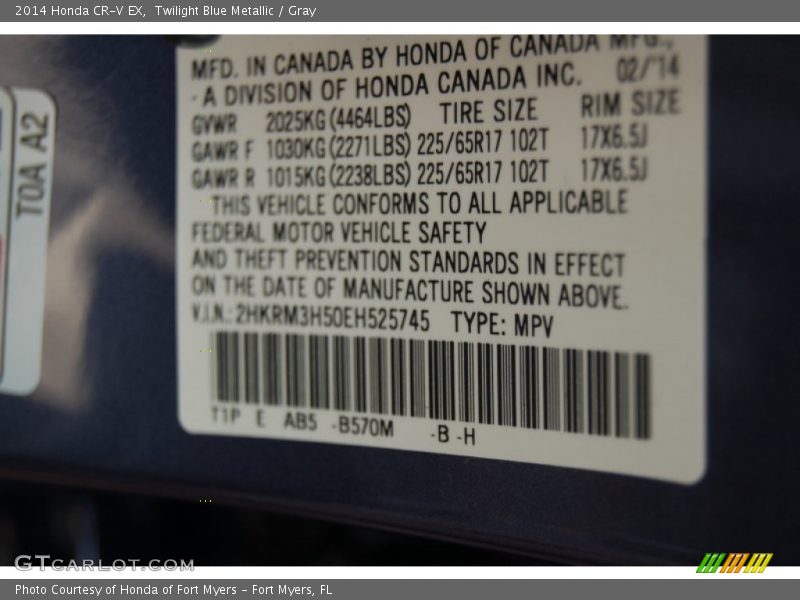 2014 Honda CR-V EX, Twilight Blue Metallic / Gray
MFD. IN CANADA BY HONDA OF CANADA MFG.,
-A DIVISION OF HONDA CANADA INC. 02/'14
GVWR 2025KG(4464LBS) TIRE SIZE RIM SIZE
GAWR F 1030KG(2271LBS) 225/65R17 102T 17X6.5J
GAWR R 1015KG(2238LBS) 225/65R17 102T 17X6.5J
THIS VEHICLE CONFORMS TO ALL APPLICABLE
FEDERAL MOTOR VEHICLE SAFETY
AND THEFT PREVENTION STANDARDS IN EFFECT
ON THE DATE OF MANUFACTURE SHOWN ABOVE.
V.I.N.: 2HKRM3H50EH525745 TYPE: MPV
T1P E AB5 -B570M -B -H
T0A A2
GTCARLOT.COM
Photo Courtesy of Honda of Fort Myers - Fort Myers, FL